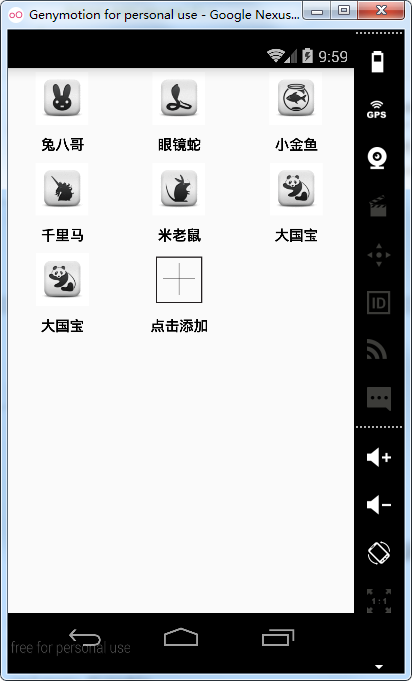 Genymotion for personal use - Google Nexus...
9:59
GPS
兔八哥
眼镜蛇
小金鱼
千里马
米老鼠
大国宝
大国宝
点击添加
ID
1:1
free for personal use